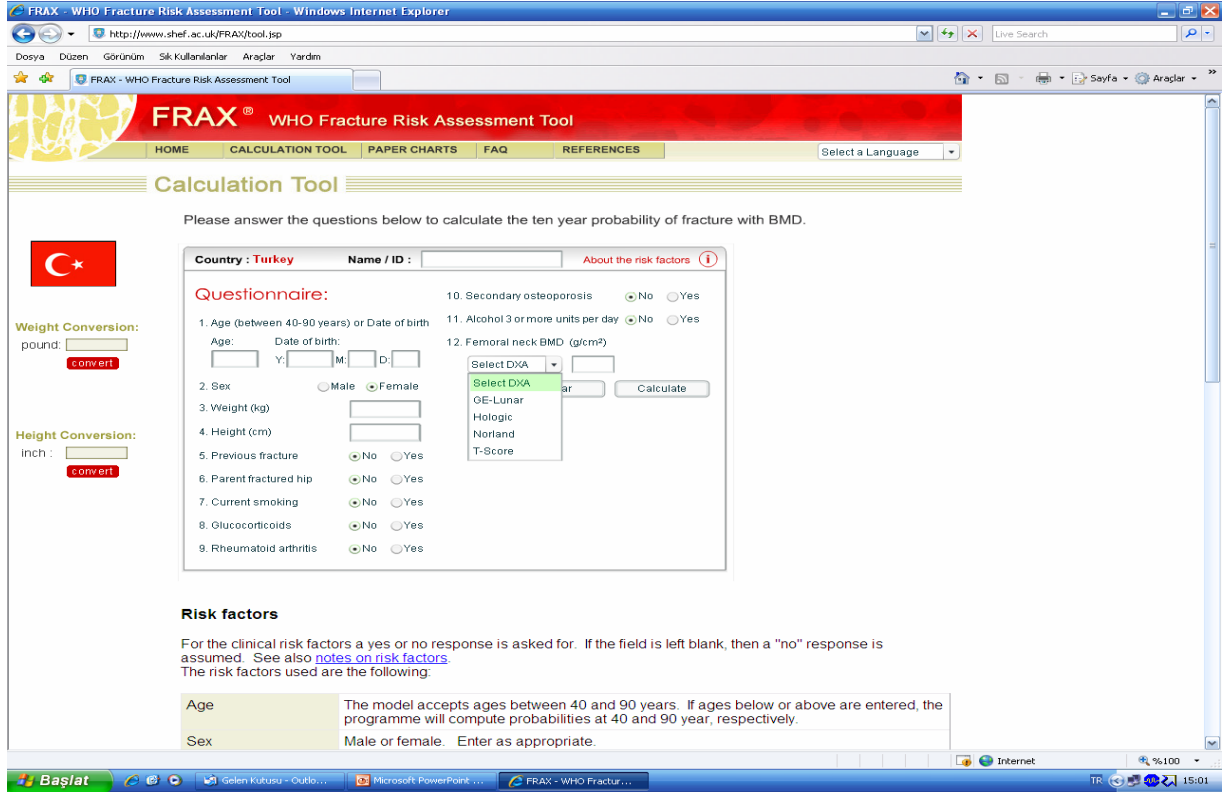 FRAX - WHO Fracture Risk Assessment Tool - Windows Internet Explorer
http://www.shef.ac.uk/FRAX/tool.jsp
Live Search
Dosya Düzen Görünüm Sık Kullanılanlar Araçlar Yardım
FRAX - WHO Fracture Risk Assessment Tool
Sayfa Araçlar
FRAX ® WHO Fracture Risk Assessment Tool
HOME CALCULATION TOOL PAPER CHARTS FAQ REFERENCES
Select a Language
Calculation Tool
Please answer the questions below to calculate the ten year probability of fracture with BMD.
Country : Turkey Name / ID : About the risk factors i
Weight Conversion:
pound:
convert
Height Conversion:
inch :
convert
Questionnaire:
1. Age (between 40-90 years) or Date of birth
Age: Date of birth:
Y: M: D:
2. Sex Male Female
3. Weight (kg)
4. Height (cm)
5. Previous fracture No Yes
6. Parent fractured hip No Yes
7. Current smoking No Yes
8. Glucocorticoids No Yes
9. Rheumatoid arthritis No Yes
10. Secondary osteoporosis No Yes
11. Alcohol 3 or more units per day No Yes
12. Femoral neck BMD (g/cm²)
Select DXA
Select DXA
GE-Lunar
Hologic
Norland
T-Score
ar Calculate
Risk factors
For the clinical risk factors a yes or no response is asked for. If the field is left blank, then a "no" response is
assumed. See also notes on risk factors.
The risk factors used are the following:
Age The model accepts ages between 40 and 90 years. If ages below or above are entered, the
programme will compute probabilities at 40 and 90 year, respectively.
Sex Male or female. Enter as appropriate.
Internet %100
Başlat Gelen Kutusu - Outlo... Microsoft PowerPoint ... FRAX - WHO Fractur... TR 15:01